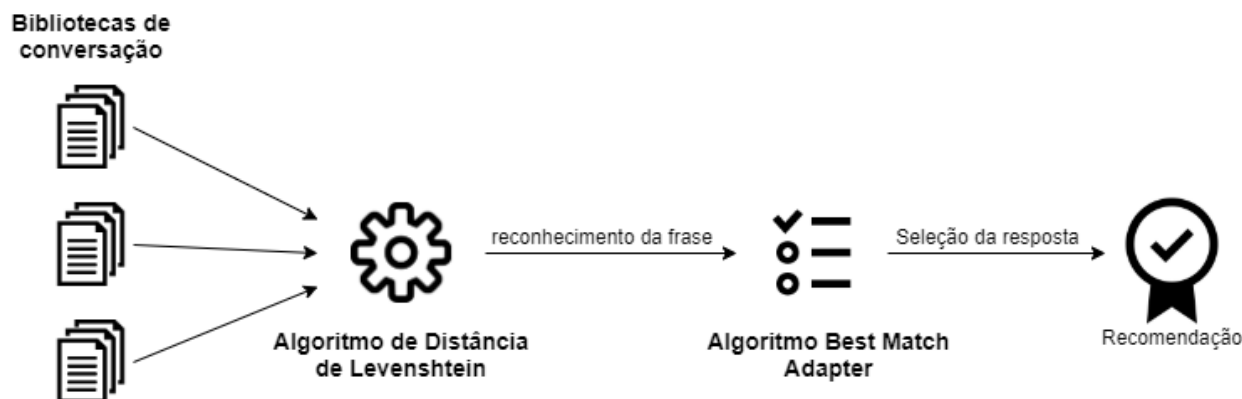 Bibliotecas de
conversação
reconhecimento da frase
Seleção da resposta
Algoritmo de Distância
de Levenshtein
Algoritmo Best Match
Adapter
Recomendação